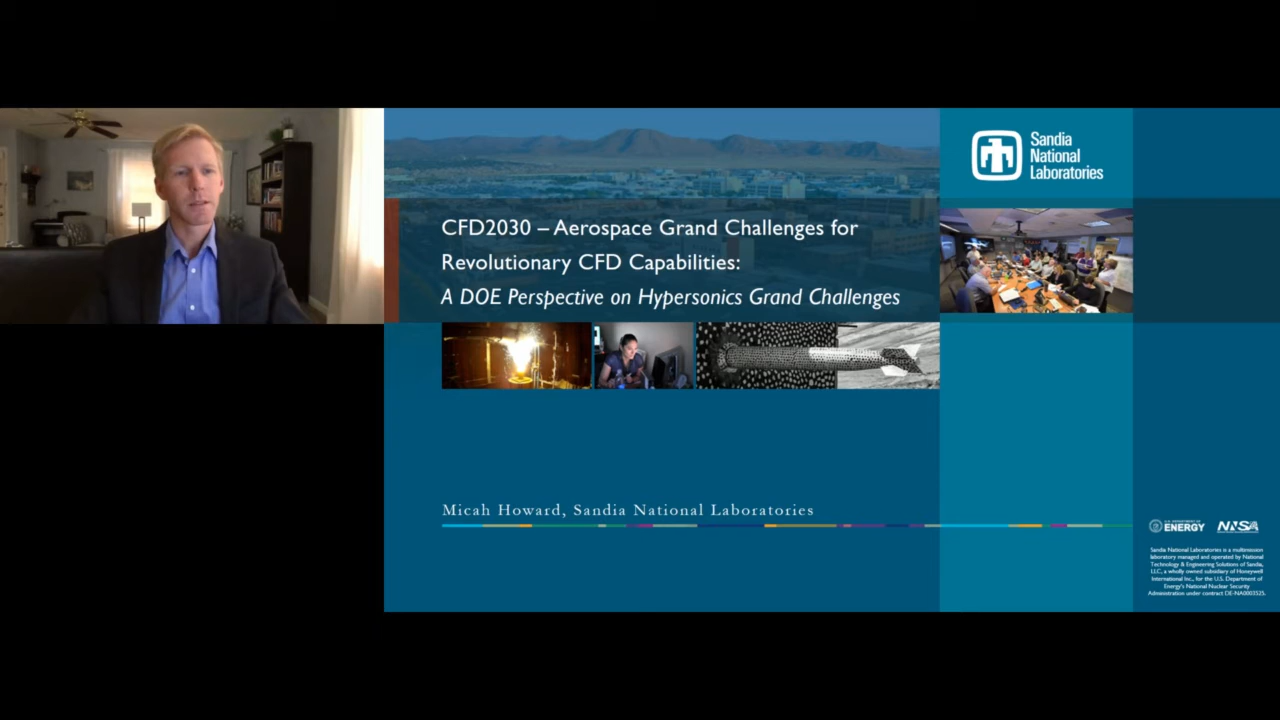 Sandia
National
Laboratories
CFD2030 – Aerospace Grand Challenges for
Revolutionary CFD Capabilities:
A DOE Perspective on Hypersonics Grand Challenges
Micah Howard, Sandia National Laboratories
U.S. DEPARTMENT OF
ENERGY
NNSA
Sandia National Laboratories is a multimission
laboratory managed and operated by National
Technology & Engineering Solutions of Sandia,
LLC, a wholly owned subsidiary of Honeywell
International Inc., for the U.S. Department of
Energy's National Nuclear Security
Administration under contract DE-NA0003525.